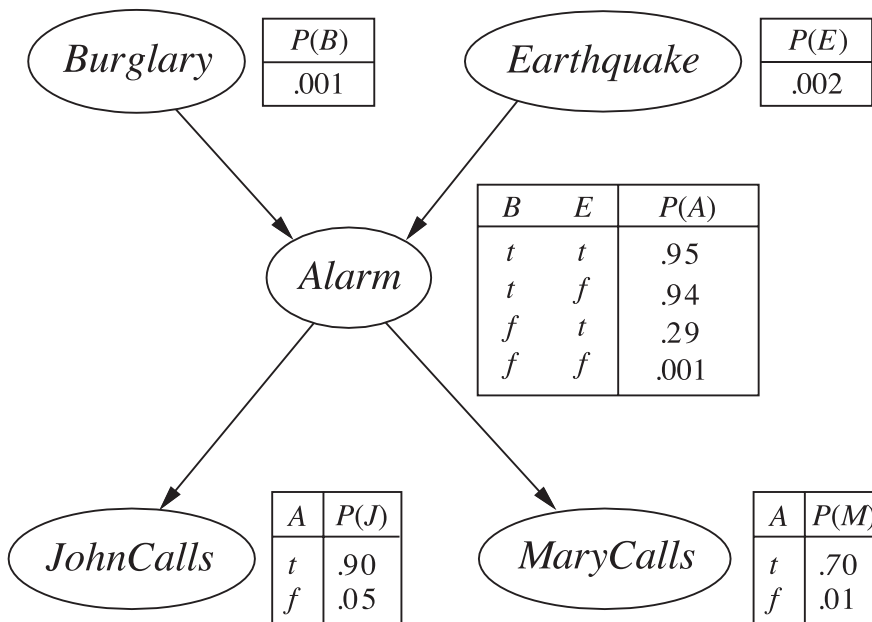 Burglary
P(B)
.001
Earthquake
P(E)
.002
B E P(A)
t t .95
t f .94
f t .29
f f .001
Alarm
JohnCalls
A P(J)
t .90
f .05
MaryCalls
A P(M)
t .70
f .01